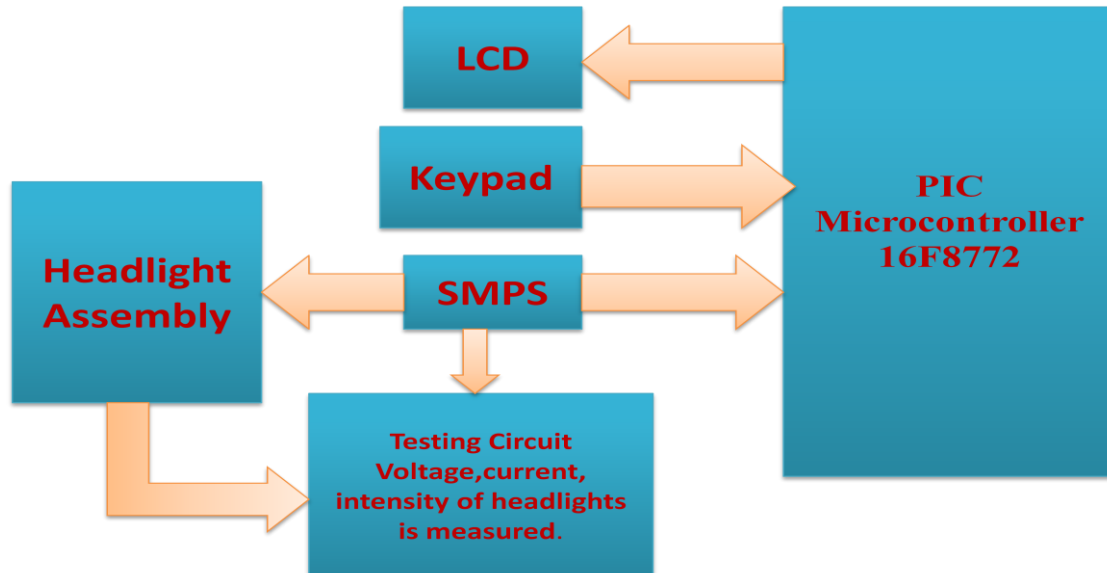 LCD
Keypad
PIC
Microcontroller
16F8772
Headlight
Assembly
SMPS
Testing Circuit
Voltage,current,
intensity of headlights
is measured.